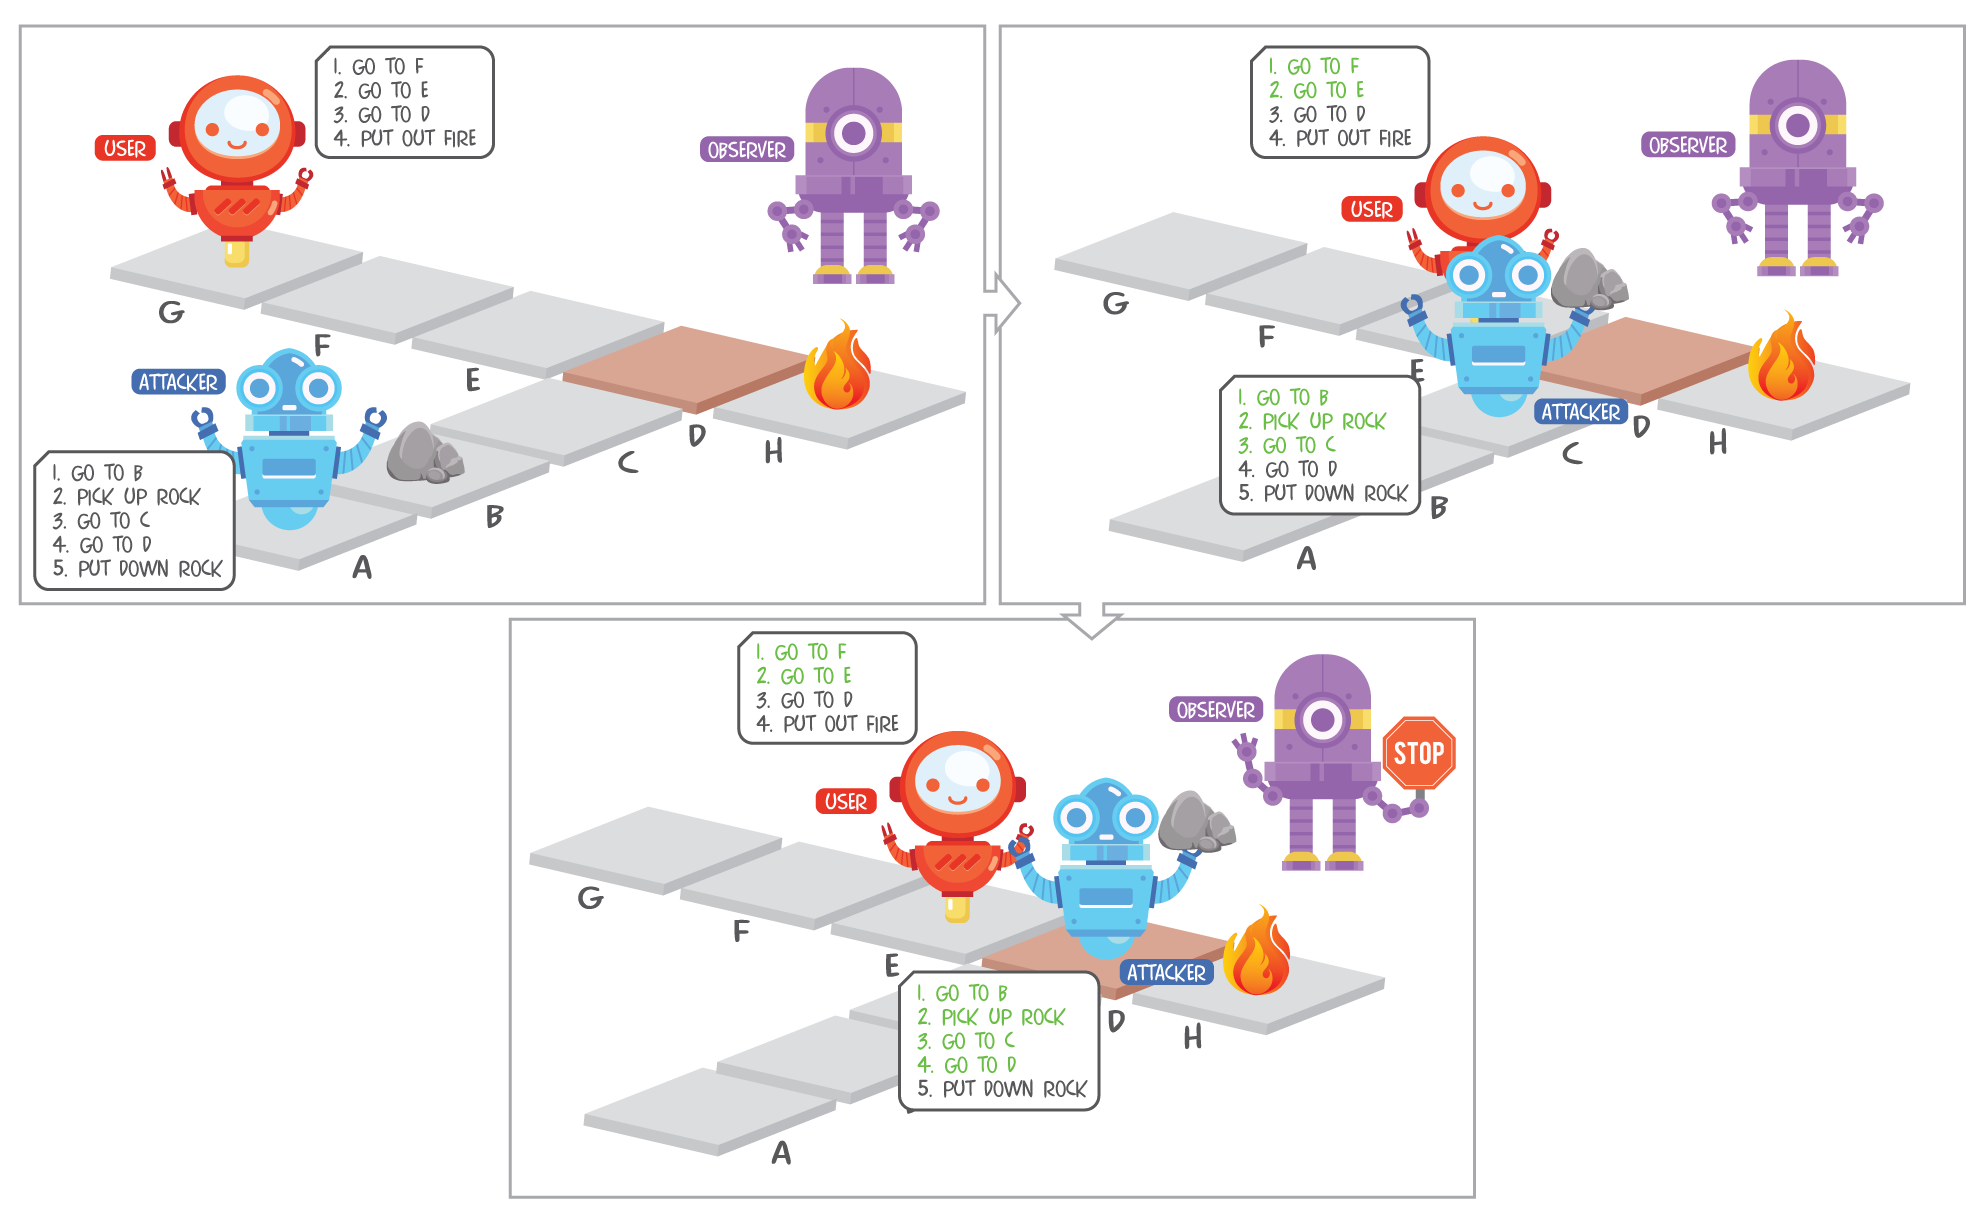 1. GO TO F
2. GO TO E
3. GO TO D
4. PUT OUT FIRE
USER
OBSERVER
G
F
E
ATTACKER
D
H
C
1. GO TO B
2. PICK UP ROCK
3. GO TO C
4. GO TO D
5. PUT DOWN ROCK
B
A
1. GO TO F
2. GO TO E
3. GO TO D
4. PUT OUT FIRE
OBSERVER
USER
G
F
E
1. GO TO B
2. PICK UP ROCK
3. GO TO C
4. GO TO D
5. PUT DOWN ROCK
ATTACKER
D
H
C
B
A
1. GO TO F
2. GO TO E
3. GO TO D
4. PUT OUT FIRE
OBSERVER
STOP
USER
G
F
E
ATTACKER
1. GO TO B
2. PICK UP ROCK
3. GO TO C
4. GO TO D
5. PUT DOWN ROCK
D
H
A